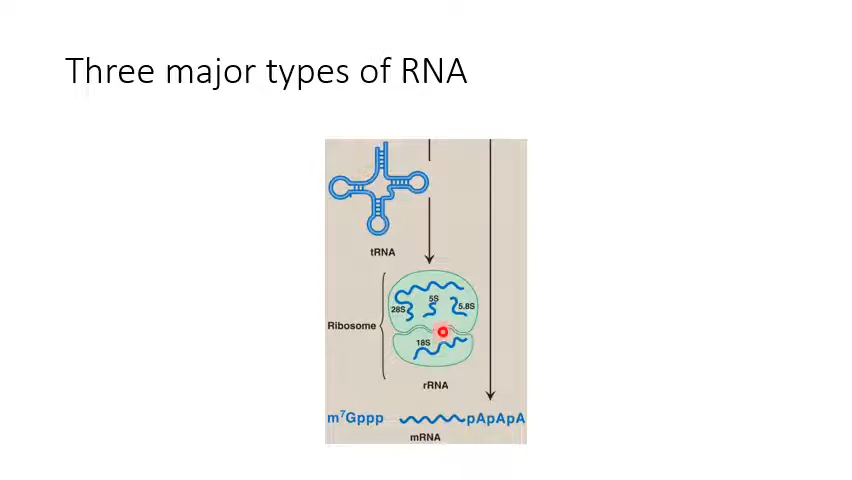 Three major types of RNA
tRNA
28S
5S
5.8S
Ribosome
18S
rRNA
m⁷Gppp
pApApA
mRNA